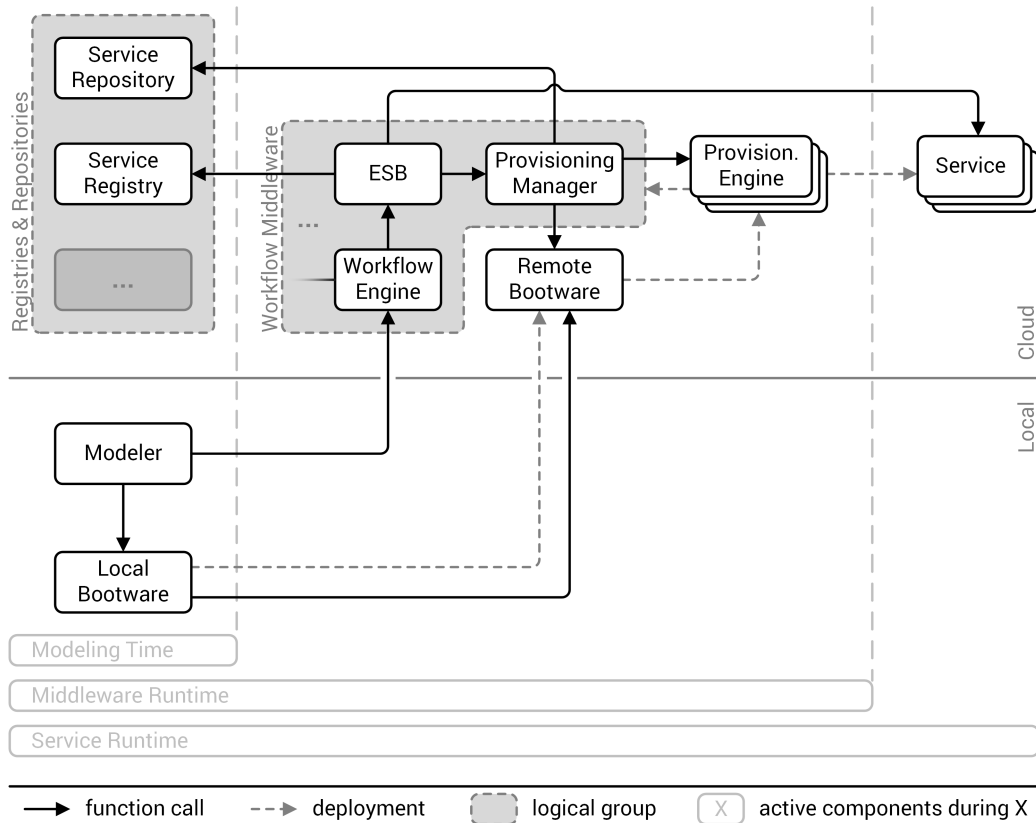 Registries & Repositories
Service
Repository
Service
Registry
...
Workflow Middleware
ESB
Provisioning
Manager
Provision.
Engine
Service
...
Workflow
Engine
Remote
Bootware
Cloud
Local
Modeler
Local
Bootware
Modeling Time
Middleware Runtime
Service Runtime
function call
deployment
logical group
X
active components during X